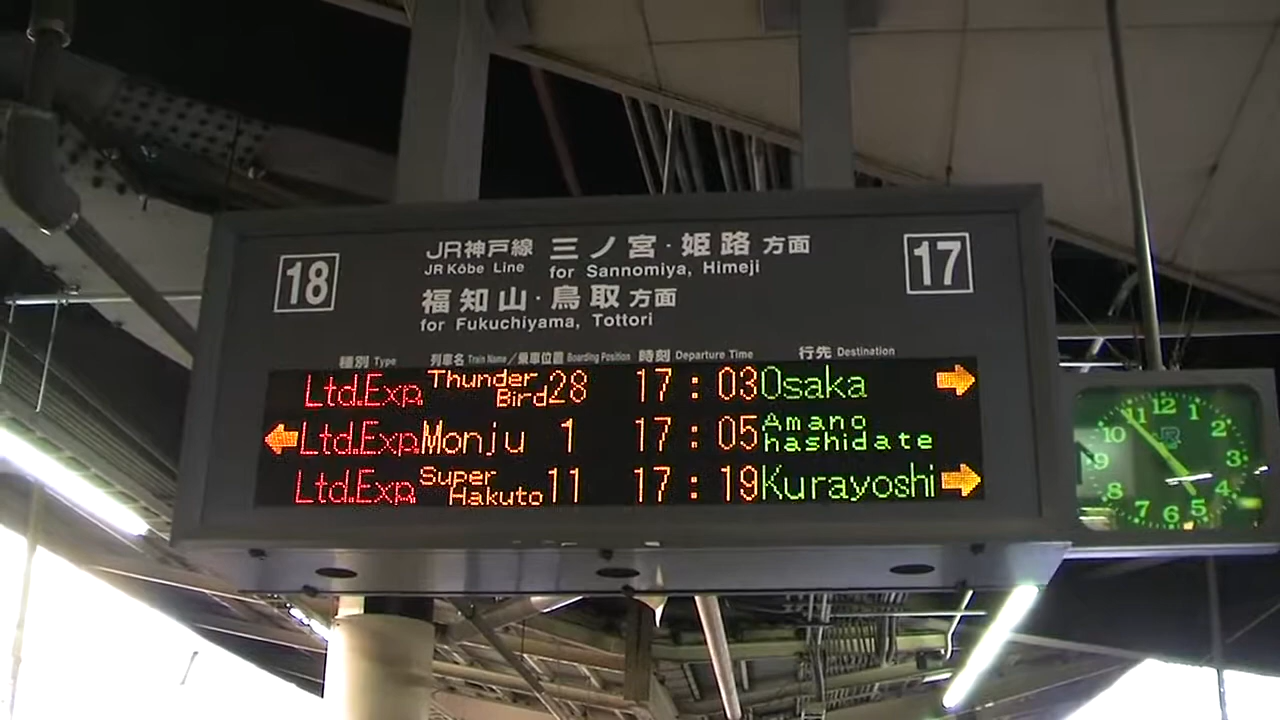 18
JR神戸線 三ノ宮・姫路 方面
JR Kōbe Line for Sannomiya, Himeji
福知山・鳥取 方面
for Fukuchiyama, Tottori
17
種別 Type 列車名 Train Name／乗車位置 Boarding Position 時刻 Departure Time 行先 Destination
Ltd.Exp. Thunder Bird 28 17:03 Osaka →
← Ltd.Exp. Monju 1 17:05 Amanohashidate
Ltd.Exp. Super Hakuto 11 17:19 Kurayoshi →
12 1 2 3 4 5 6 7 8 9 10 11
JR